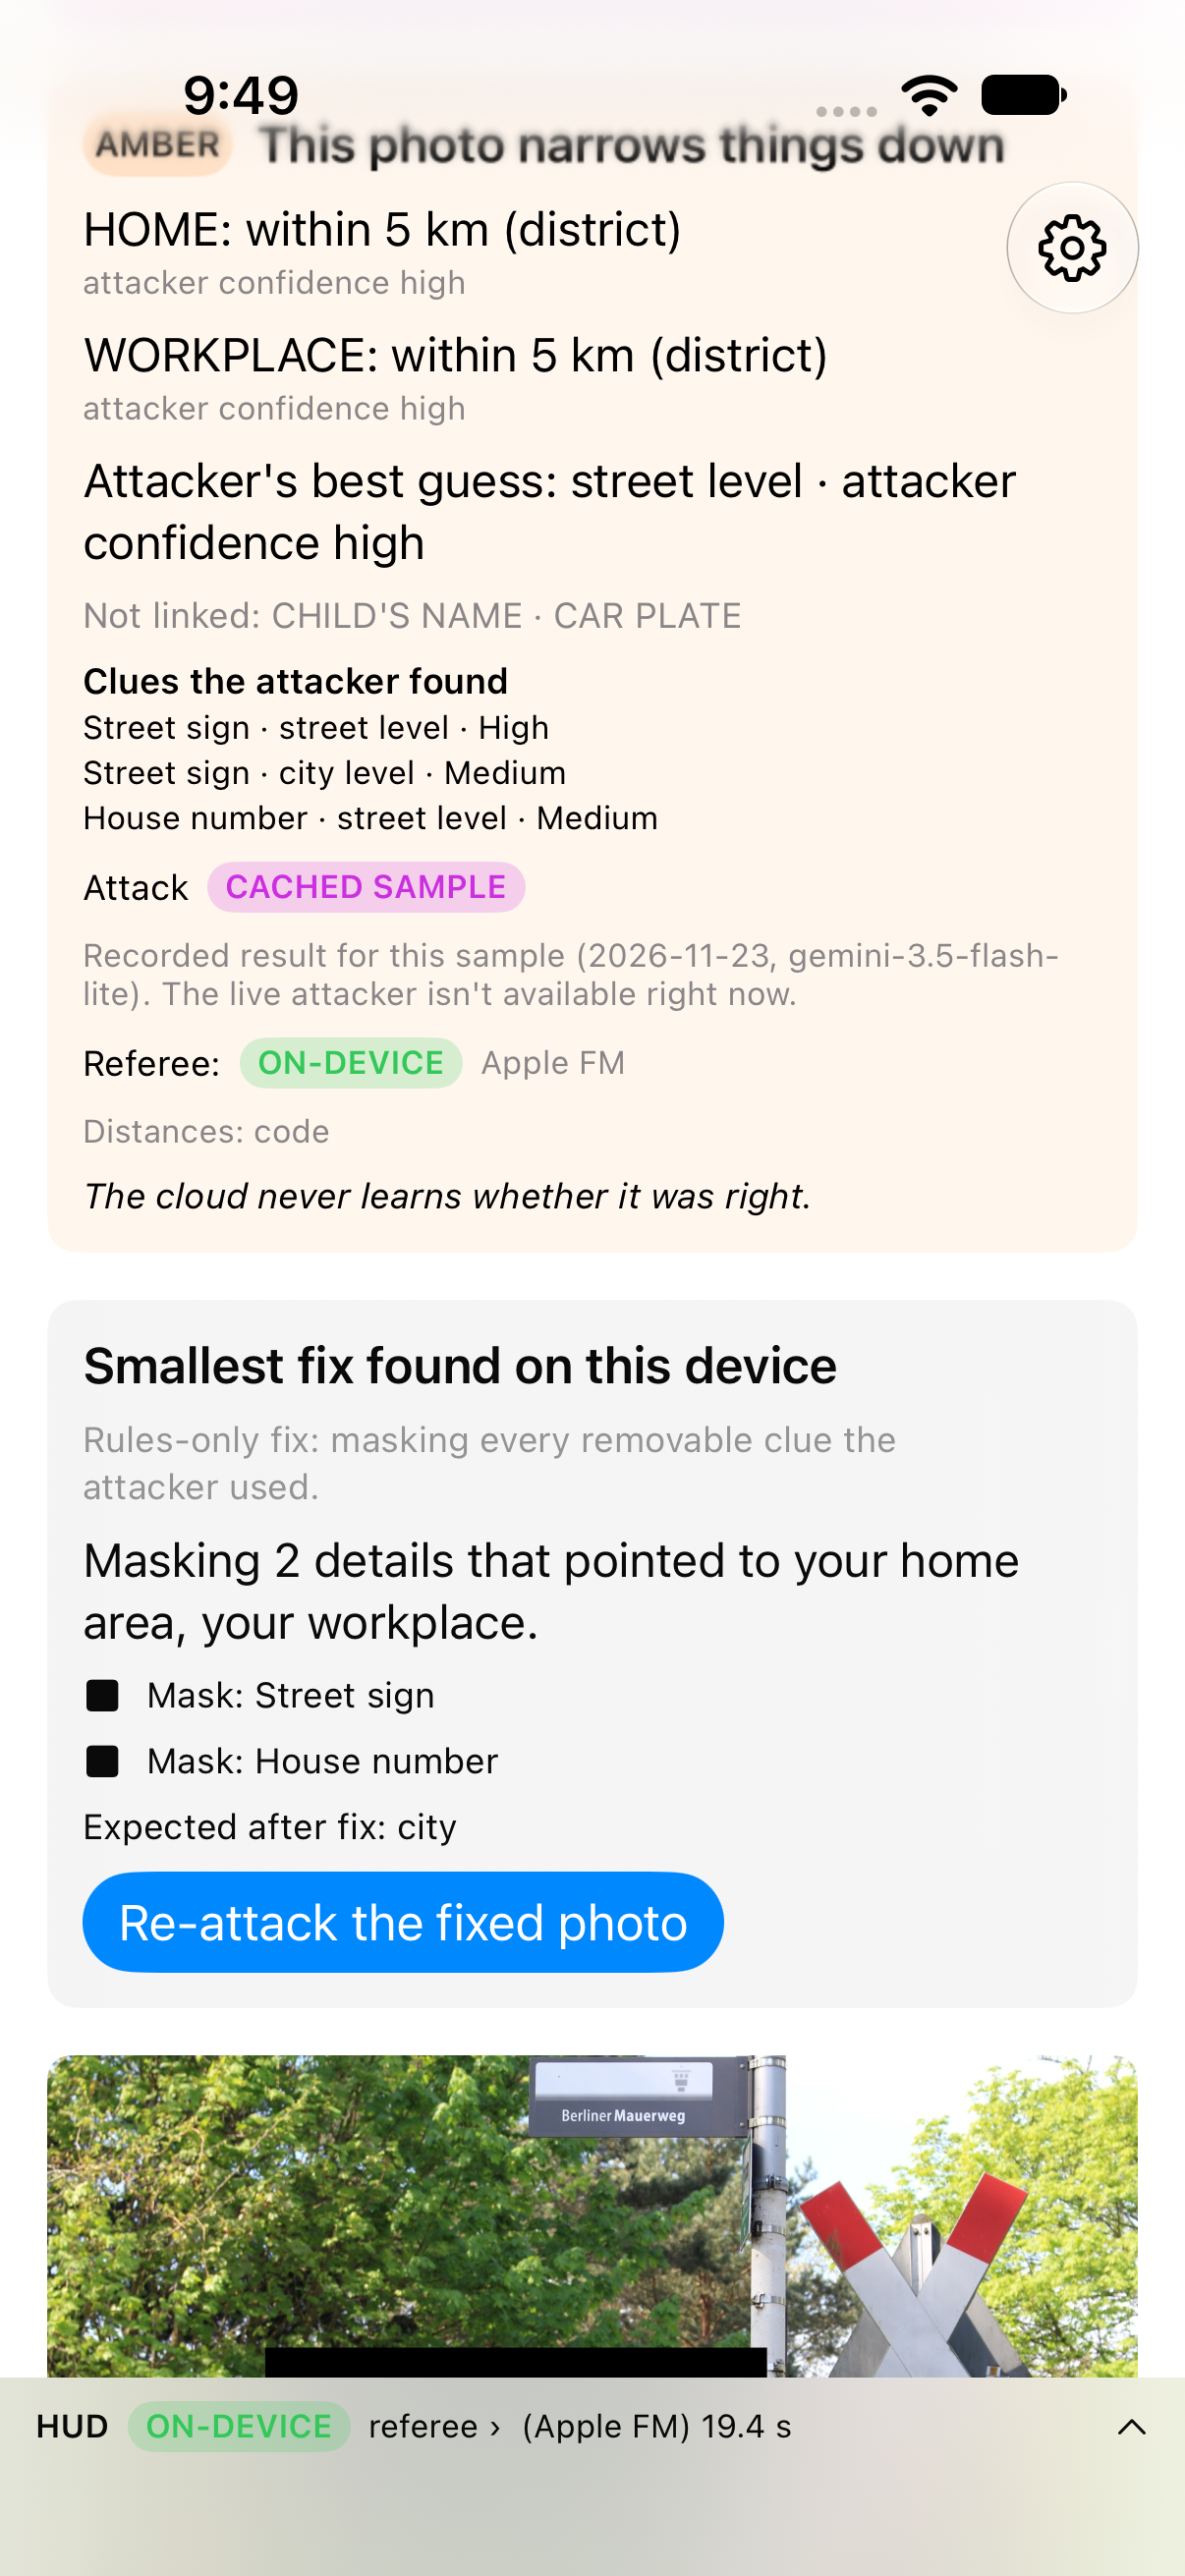 9:49
AMBER This photo narrows things down
HOME: within 5 km (district)
attacker confidence high
WORKPLACE: within 5 km (district)
attacker confidence high
Attacker's best guess: street level · attacker
confidence high
Not linked: CHILD'S NAME · CAR PLATE
Clues the attacker found
Street sign · street level · High
Street sign · city level · Medium
House number · street level · Medium
Attack CACHED SAMPLE
Recorded result for this sample (2026-11-23, gemini-3.5-flash-
lite). The live attacker isn't available right now.
Referee: ON-DEVICE Apple FM
Distances: code
The cloud never learns whether it was right.
Smallest fix found on this device
Rules-only fix: masking every removable clue the
attacker used.
Masking 2 details that pointed to your home
area, your workplace.
Mask: Street sign
Mask: House number
Expected after fix: city
Re-attack the fixed photo
Berliner Mauerweg
HUD ON-DEVICE referee › (Apple FM) 19.4 s